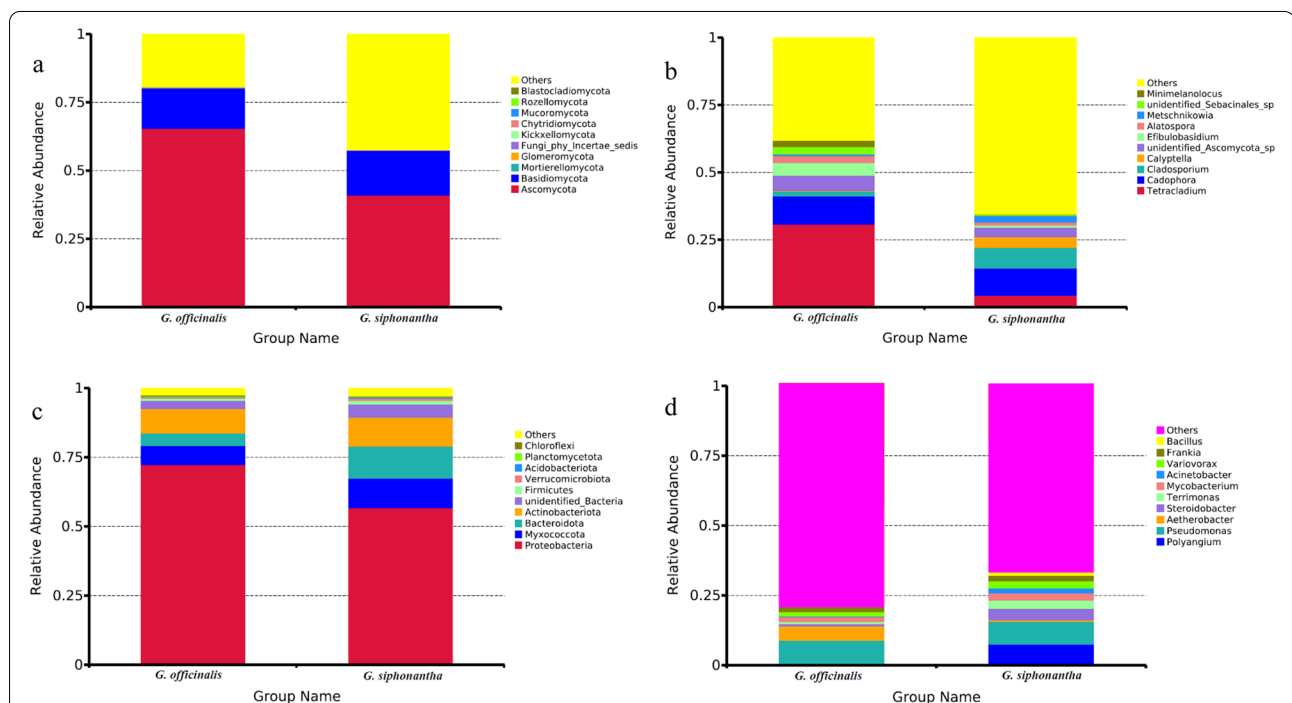 a
Relative Abundance
1
0.75
0.5
0.25
0
G. officinalis
G. siphonantha
Group Name
Others
Blastocladiomycota
Rozellomycota
Mucoromycota
Chytridiomycota
Kickxellomycota
Fungi_phy_Incertae_sedis
Glomeromycota
Mortierellomycota
Basidiomycota
Ascomycota
b
Relative Abundance
1
0.75
0.5
0.25
0
G. officinalis
G. siphonantha
Group Name
Others
Minimelanolocus
unidentified_Sebacinales_sp
Metschnikowia
Alatospora
Efibulobasidium
unidentified_Ascomycota_sp
Calyptella
Cladosporium
Cadophora
Tetracladium
c
Relative Abundance
1
0.75
0.5
0.25
0
G. officinalis
G. siphonantha
Group Name
Others
Chloroflexi
Planctomycetota
Acidobacteriota
Verrucomicrobiota
Firmicutes
unidentified_Bacteria
Actinobacteriota
Bacteroidota
Myxococcota
Proteobacteria
d
Relative Abundance
1
0.75
0.5
0.25
0
G. officinalis
G. siphonantha
Group Name
Others
Bacillus
Frankia
Variovorax
Acinetobacter
Mycobacterium
Terrimonas
Steroidobacter
Aetherobacter
Pseudomonas
Polyangium